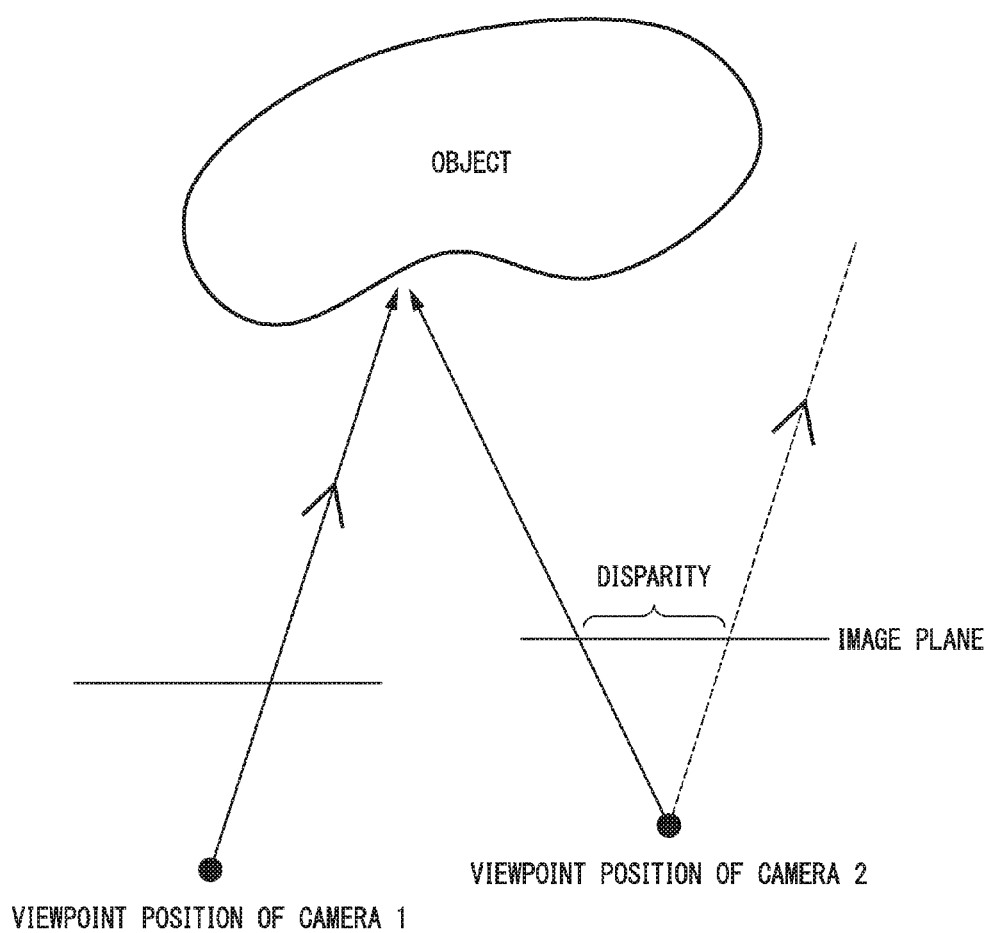 OBJECT
DISPARITY
IMAGE PLANE
VIEWPOINT POSITION OF CAMERA 2
VIEWPOINT POSITION OF CAMERA 1